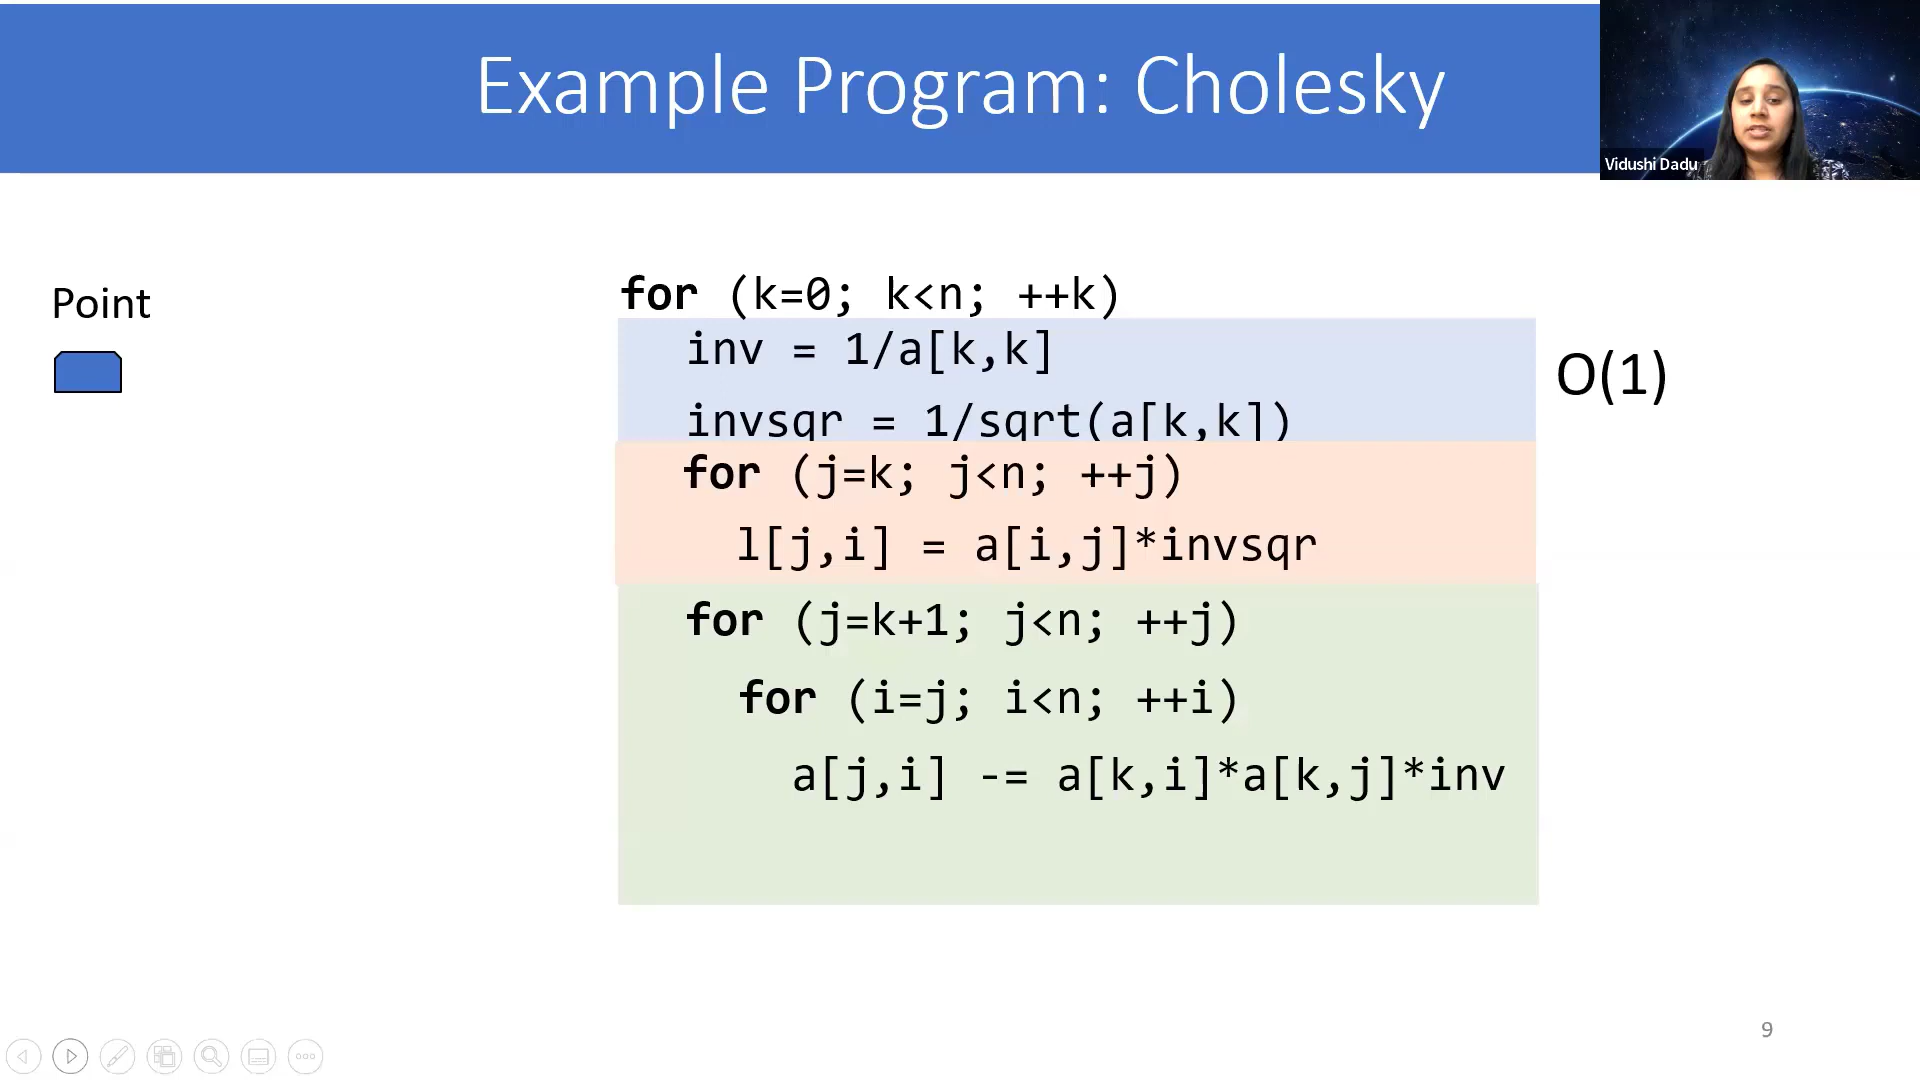 Example Program: Cholesky
Vidushi Dadu
Point
for (k=0; k<n; ++k)
inv = 1/a[k,k]
invsqr = 1/sqrt(a[k,k])
O(1)
for (j=k; j<n; ++j)
l[j,i] = a[i,j]*invsqr
for (j=k+1; j<n; ++j)
for (i=j; i<n; ++i)
a[j,i] -= a[k,i]*a[k,j]*inv
9